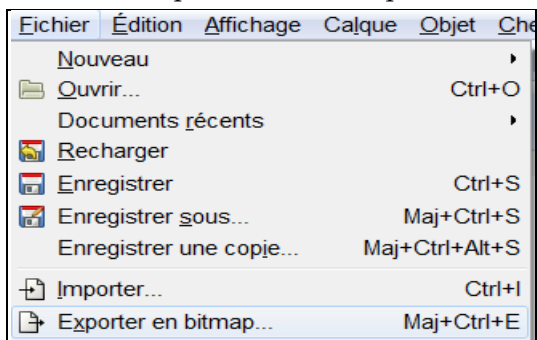 Fichier Édition Affichage Calque Objet Che
Nouveau
Ouvrir... Ctrl+O
Documents récents
Recharger
Enregistrer Ctrl+S
Enregistrer sous... Maj+Ctrl+S
Enregistrer une copie... Maj+Ctrl+Alt+S
Importer... Ctrl+I
Exporter en bitmap... Maj+Ctrl+E